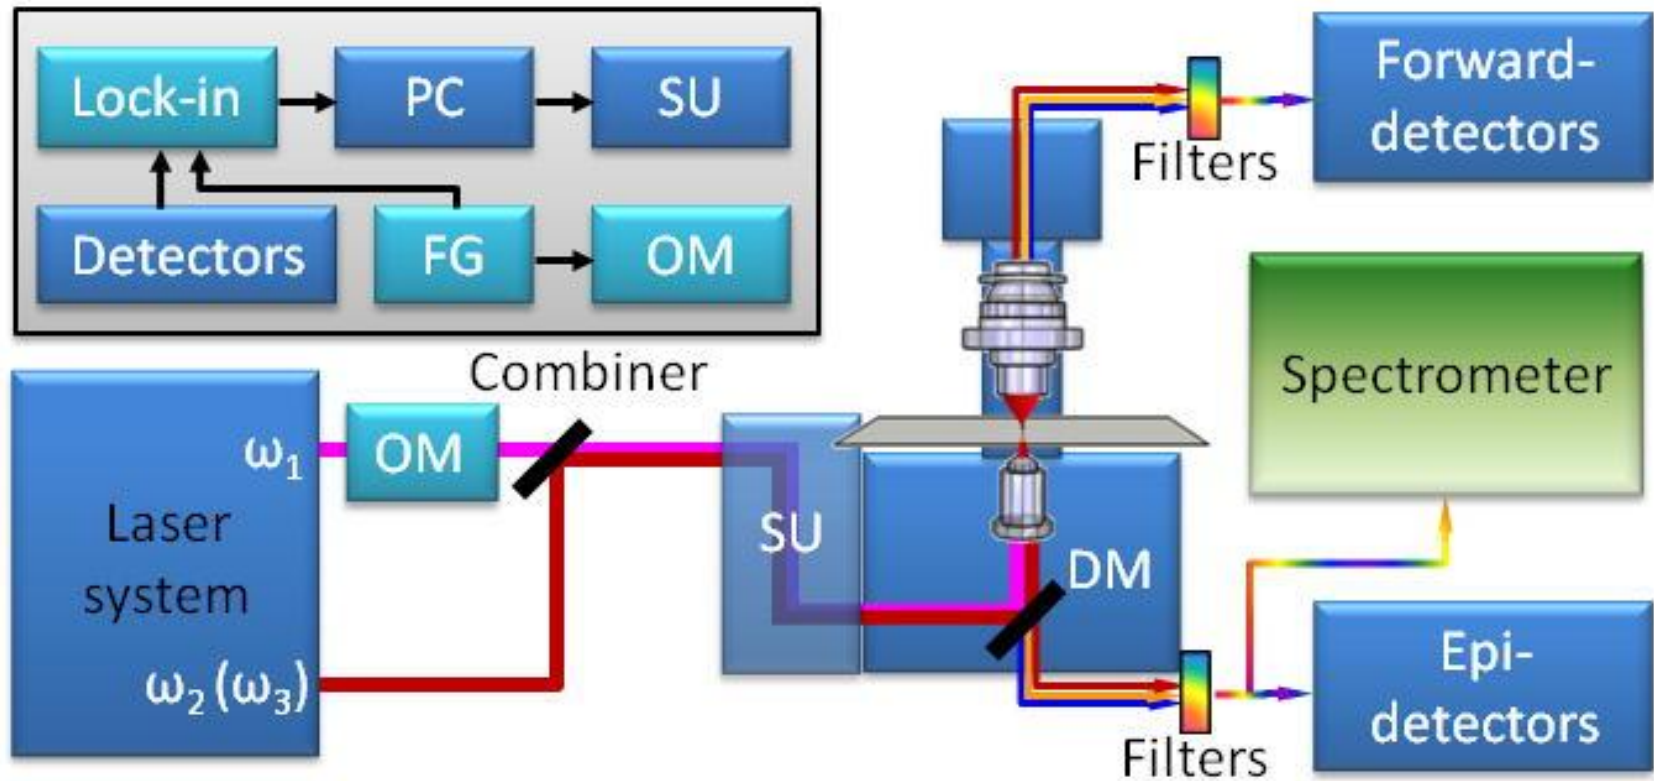 Lock-in
PC
SU
Forward-
detectors
Filters
Detectors
FG
OM
Combiner
Spectrometer
ω₁
OM
Laser
system
SU
DM
ω₂(ω₃)
Epi-
detectors
Filters